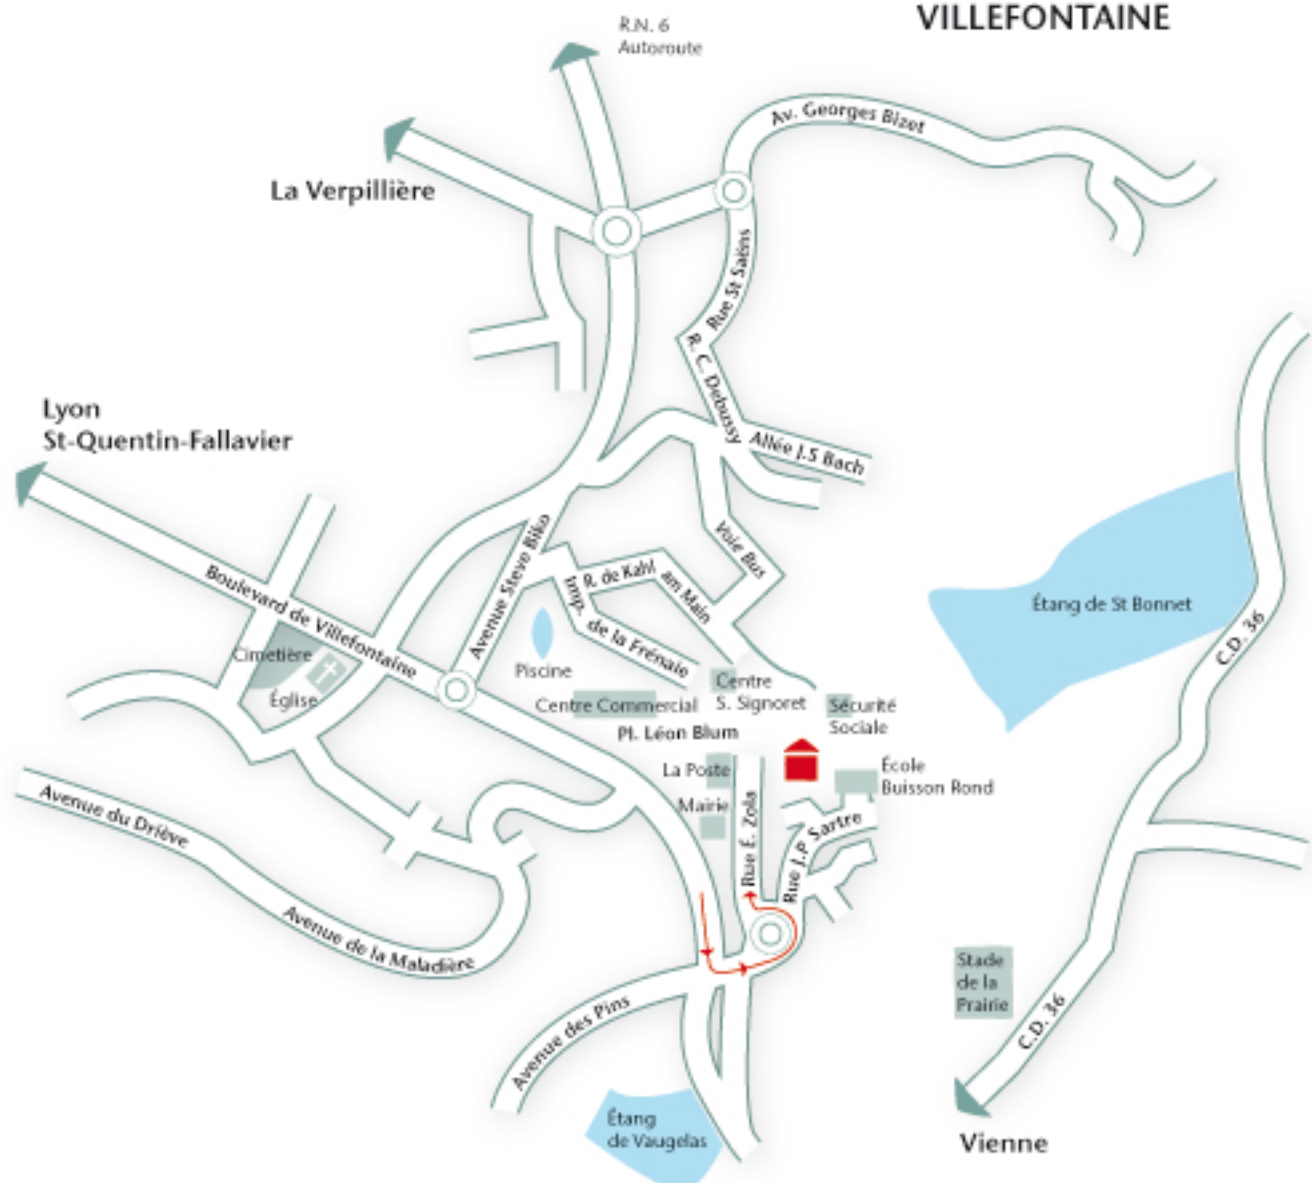 VILLEFONTAINE
R.N. 6
Autoroute
Av. Georges Bizet
La Verpillière
Rue St Saëns
R. C. Debussy
Allée J.S Bach
Lyon
St-Quentin-Fallavier
Boulevard de Villefontaine
Avenue Steve Biko
Voie Bus
R. de Kahl
am Main
Imp.
de la Frénaie
Étang de St Bonnet
C.D. 36
Cimetière
Église
Piscine
Centre
S. Signoret
Centre Commercial
Sécurité
Sociale
Pl. Léon Blum
La Poste
École
Buisson Rond
Mairie
Rue É. Zola
Rue J.P Sartre
Avenue du Driève
Avenue de la Maladière
Avenue des Pins
Stade
de la
Prairie
C.D. 36
Étang
de Vaugelas
Vienne